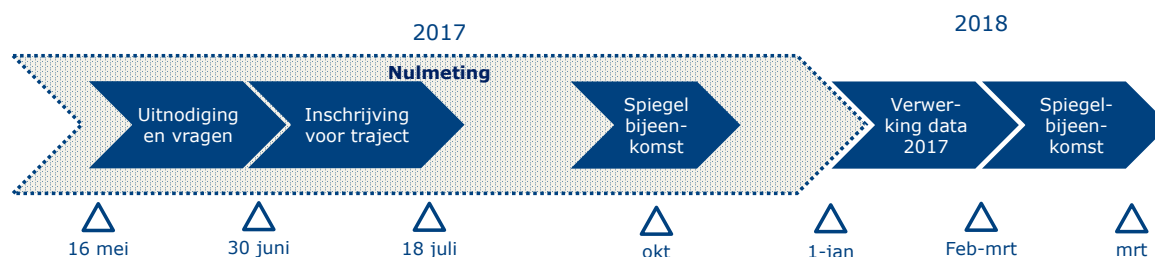 2017
2018
Nulmeting
Uitnodiging
en vragen
Inschrijving
voor traject
Spiegel
bijeen-
komst
Verwer-
king data
2017
Spiegel-
bijeen-
komst
16 mei
30 juni
18 juli
okt
1-jan
Feb-mrt
mrt